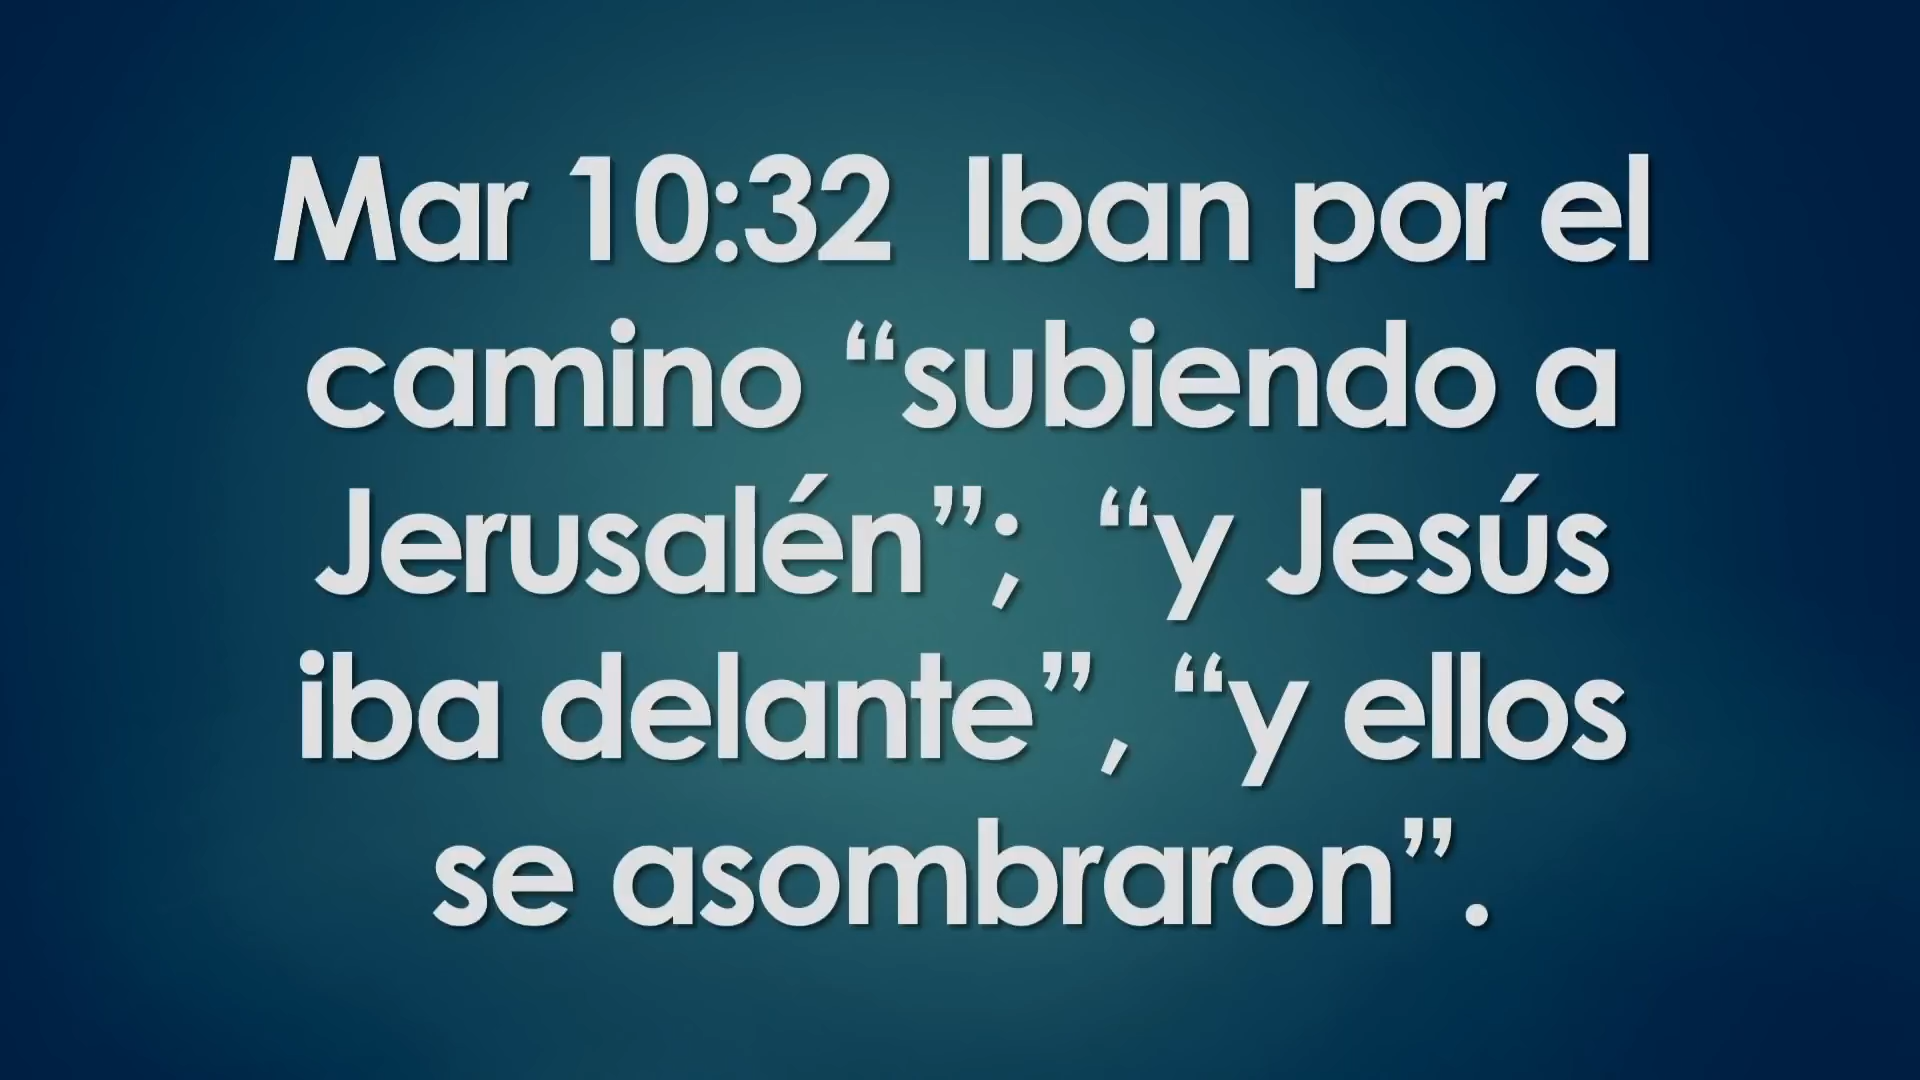 Mar 10:32  Iban por el
camino “subiendo a
Jerusalén”;  “y Jesús
iba delante”, “y ellos
se asombraron”.